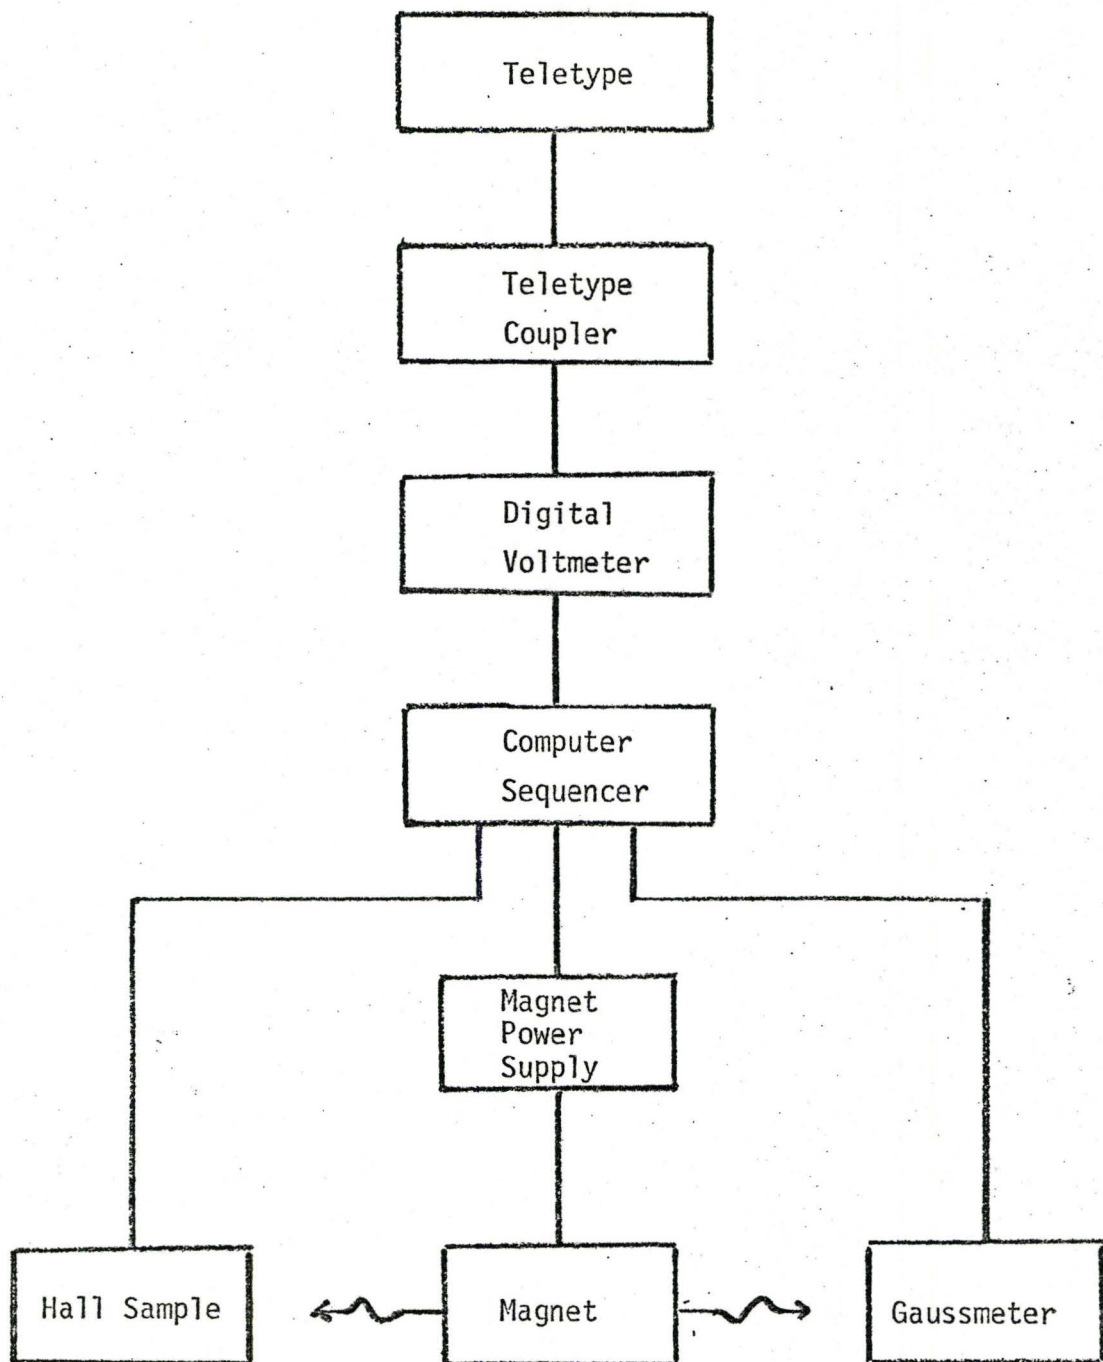 Teletype
Teletype
Coupler
Digital
Voltmeter
Computer
Sequencer
Magnet
Power
Supply
Hall Sample
Magnet
Gaussmeter